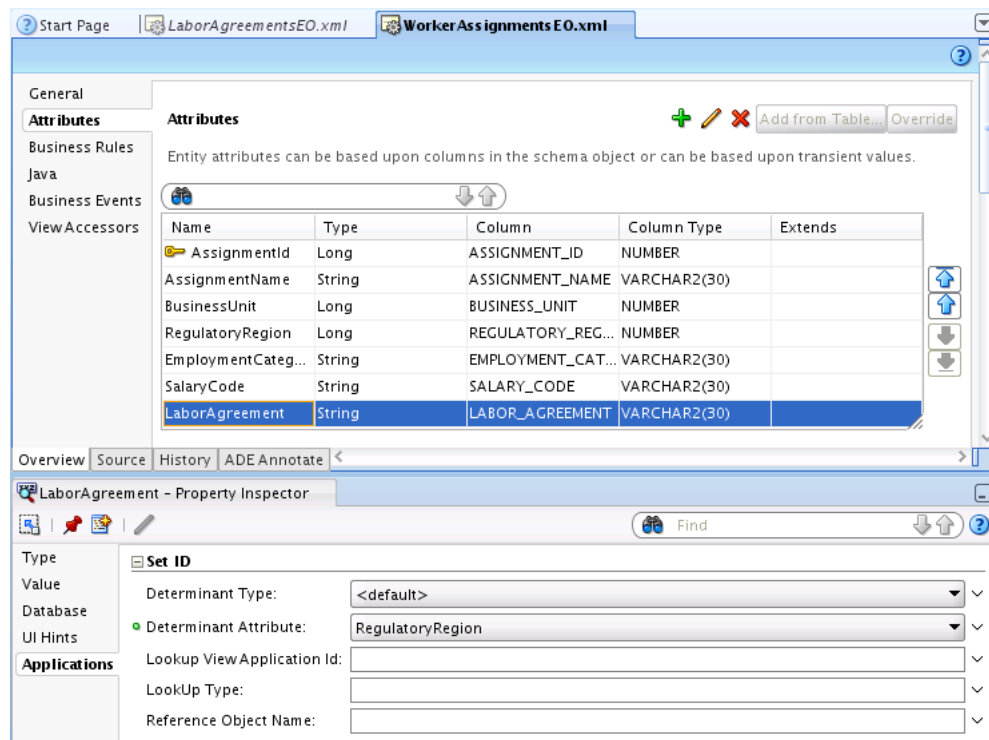 Start Page LaborAgreementsEO.xml WorkerAssignmentsEO.xml
General
Attributes
Business Rules
Java
Business Events
View Accessors
Attributes
Add from Table... Override
Entity attributes can be based upon columns in the schema object or can be based upon transient values.
Name Type Column Column Type Extends
AssignmentId Long ASSIGNMENT_ID NUMBER
AssignmentName String ASSIGNMENT_NAME VARCHAR2(30)
BusinessUnit Long BUSINESS_UNIT NUMBER
RegulatoryRegion Long REGULATORY_REG... NUMBER
EmploymentCateg... String EMPLOYMENT_CAT... VARCHAR2(30)
SalaryCode String SALARY_CODE VARCHAR2(30)
LaborAgreement String LABOR_AGREEMENT VARCHAR2(30)
Overview Source History ADE Annotate
LaborAgreement - Property Inspector
Find
Type
Value
Database
UI Hints
Applications
Set ID
Determinant Type: <default>
Determinant Attribute: RegulatoryRegion
Lookup View Application Id:
LookUp Type:
Reference Object Name: